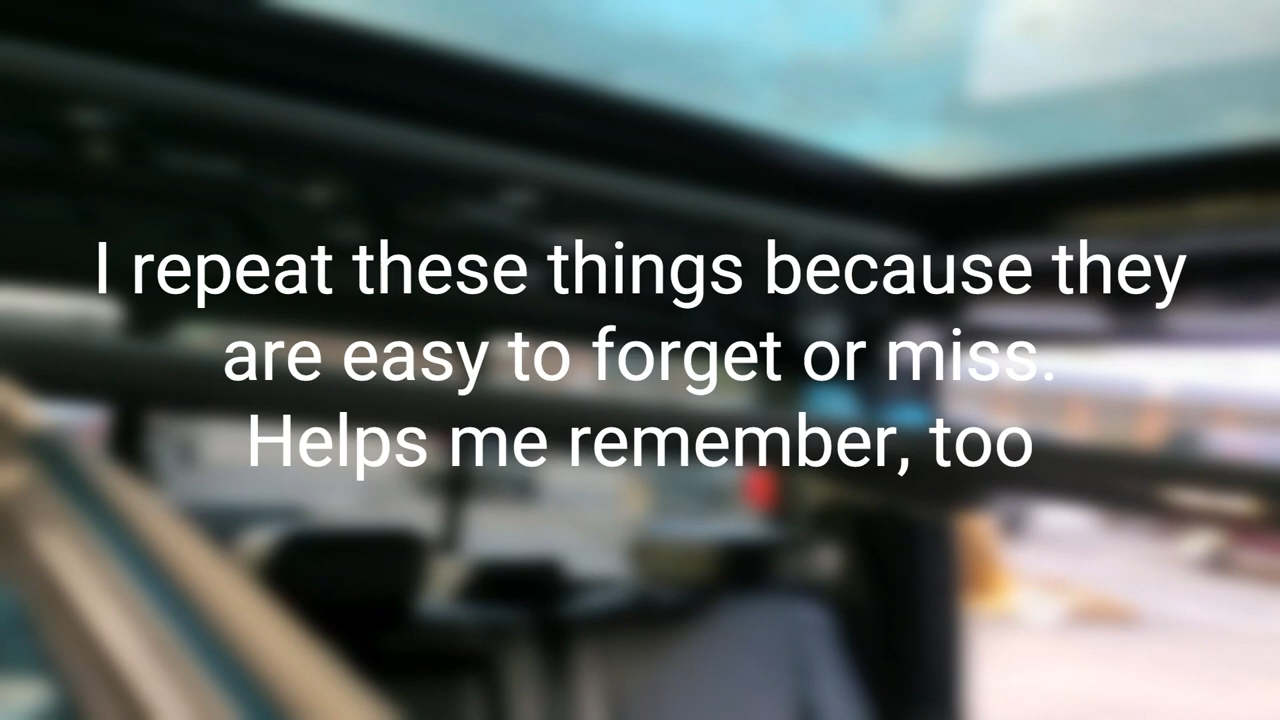 I repeat these things because they
are easy to forget or miss.
Helps me remember, too